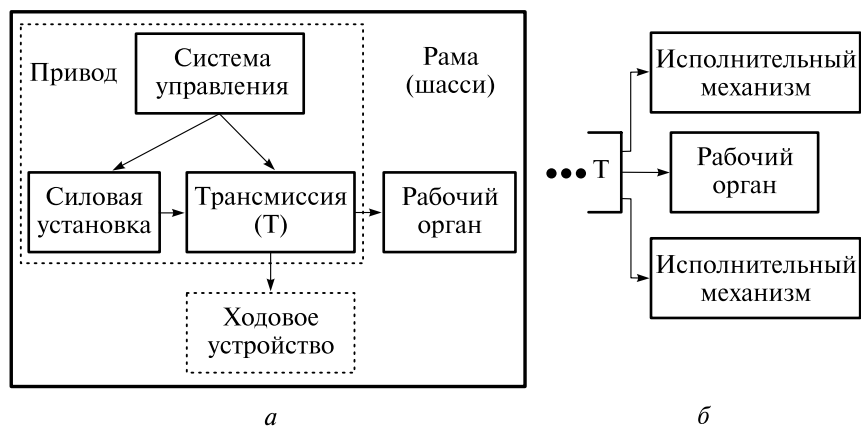 Привод
Система
управления
Рама
(шасси)
Силовая
установка
Трансмиссия
(Т)
Рабочий
орган
Ходовое
устройство
а
Исполнительный
механизм
Т
Рабочий
орган
Исполнительный
механизм
б